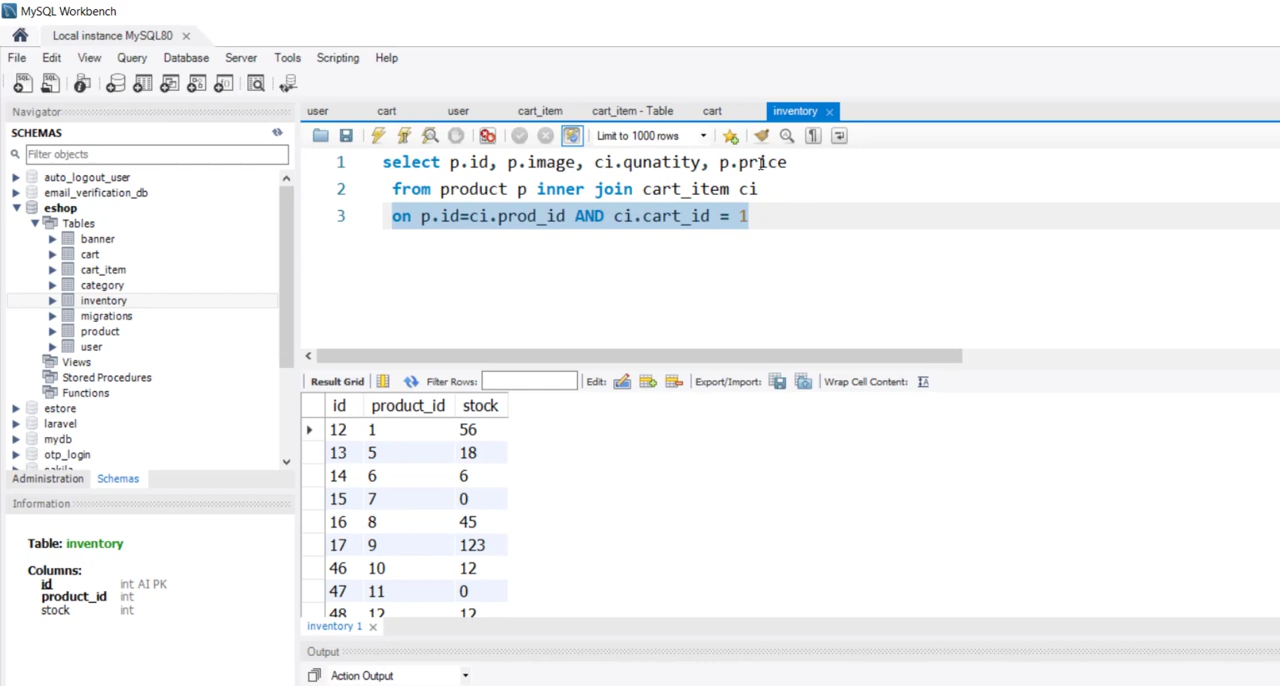 MySQL Workbench
Local instance MySQL80
File Edit View Query Database Server Tools Scripting Help
Navigator
SCHEMAS
Filter objects
auto_logout_user
email_verification_db
eshop
Tables
banner
cart
cart_item
category
inventory
migrations
product
user
Views
Stored Procedures
Functions
estore
laravel
mydb
otp_login
sakila
Administration Schemas
Information
Table: inventory
Columns:
id int AI PK
product_id int
stock int
user cart user cart_item cart_item - Table cart inventory
Limit to 1000 rows
1 select p.id, p.image, ci.qunatity, p.price
2 from product p inner join cart_item ci
3 on p.id=ci.prod_id AND ci.cart_id = 1
Result Grid Filter Rows: Edit: Export/Import: Wrap Cell Content:
id product_id stock
12 1 56
13 5 18
14 6 6
15 7 0
16 8 45
17 9 123
46 10 12
47 11 0
48 12 12
inventory 1
Output
Action Output